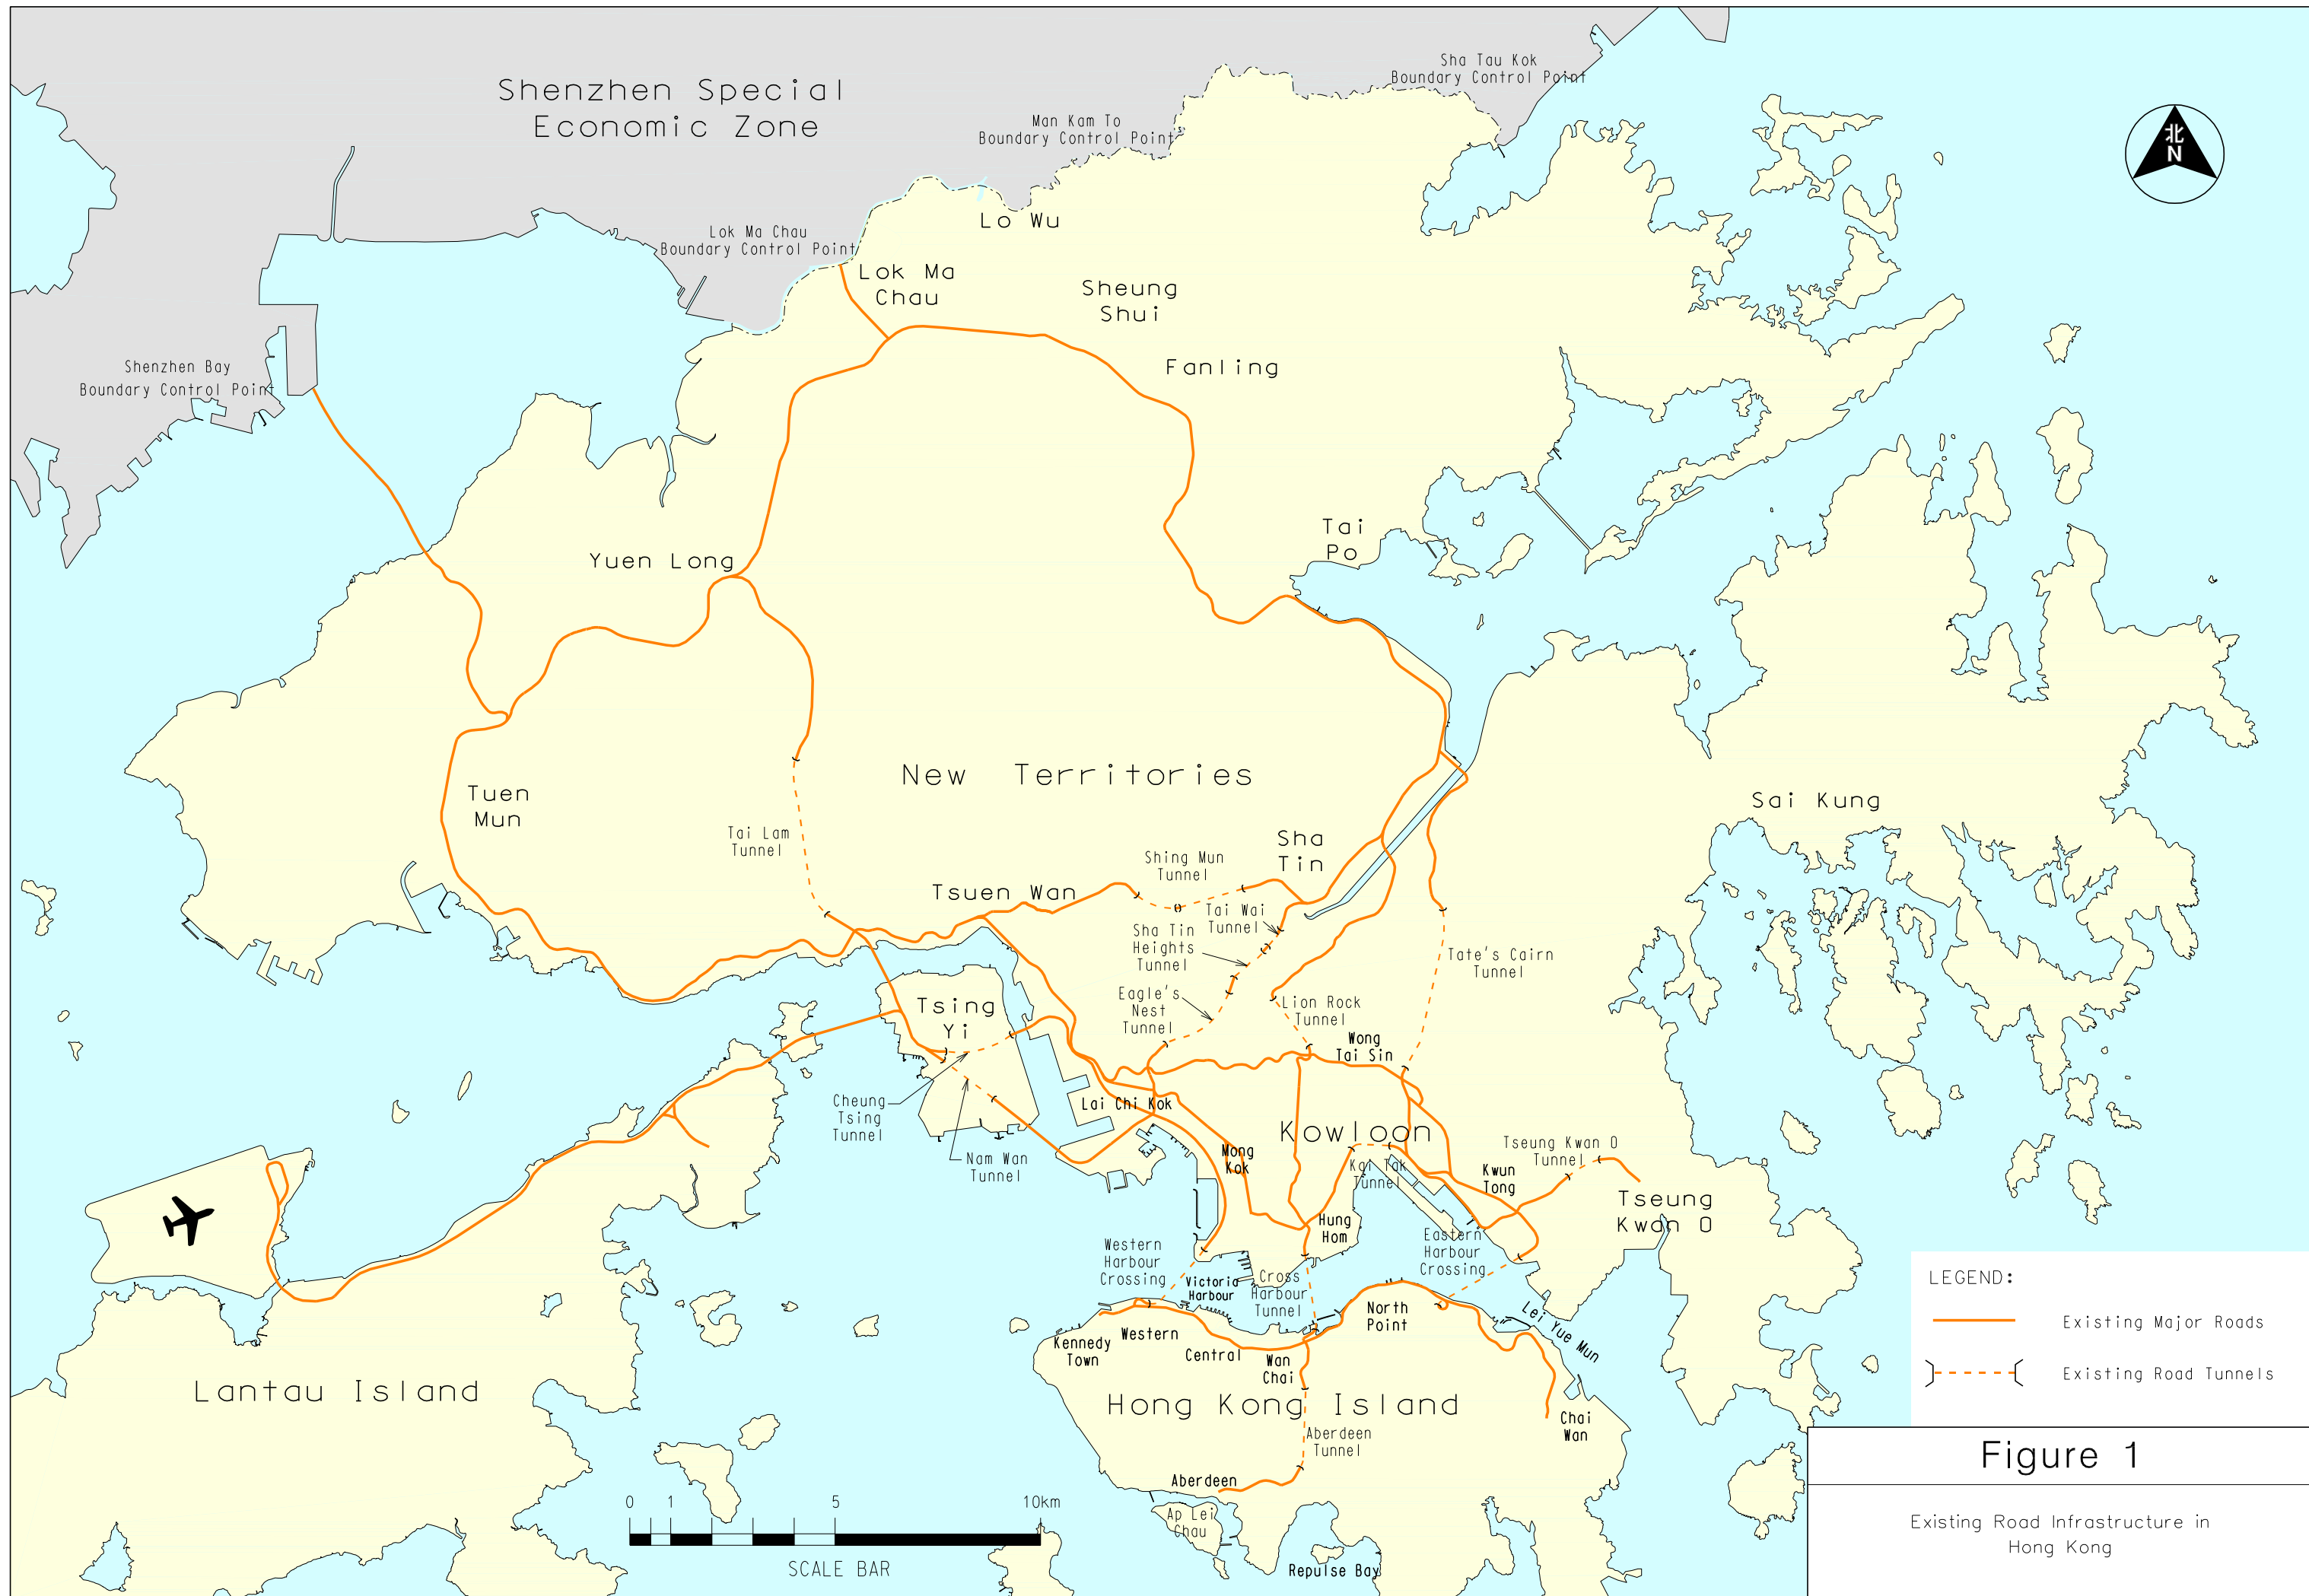 Shenzhen Special
Economic Zone
Sha Tau Kok
Boundary Control Point
Man Kam To
Boundary Control Point
北
N
Lo Wu
Lok Ma Chau
Boundary Control Point
Lok Ma
Chau
Sheung
Shui
Shenzhen Bay
Boundary Control Point
Fanling
Tai
Po
Yuen Long
New Territories
Tuen
Mun
Sai Kung
Tai Lam
Tunnel
Sha
Tin
Shing Mun
Tunnel
Tsuen Wan
Tai Wai
Tunnel
Sha Tin
Heights
Tunnel
Tate's Cairn
Tunnel
Eagle's
Nest
Tunnel
Lion Rock
Tunnel
Tsing
Yi
Wong
Tai Sin
Cheung
Tsing
Tunnel
Lai Chi Kok
Kowloon
Tseung Kwan O
Tunnel
Nam Wan
Tunnel
Mong
Kok
Kai Tak
Tunnel
Kwun
Tong
Tseung
Kwan O
Hung
Hom
Eastern
Harbour
Crossing
Western
Harbour
Crossing
Victoria
Harbour
Cross
Harbour
Tunnel
North
Point
Lei Yue Mun
Kennedy
Town
Western
Central
Wan
Chai
Lantau Island
Hong Kong Island
Chai
Wan
Aberdeen
Tunnel
Aberdeen
Ap Lei
Chau
Repulse Bay
0 1 5 10km
SCALE BAR
LEGEND:
Existing Major Roads
Existing Road Tunnels
Figure 1
Existing Road Infrastructure in
Hong Kong